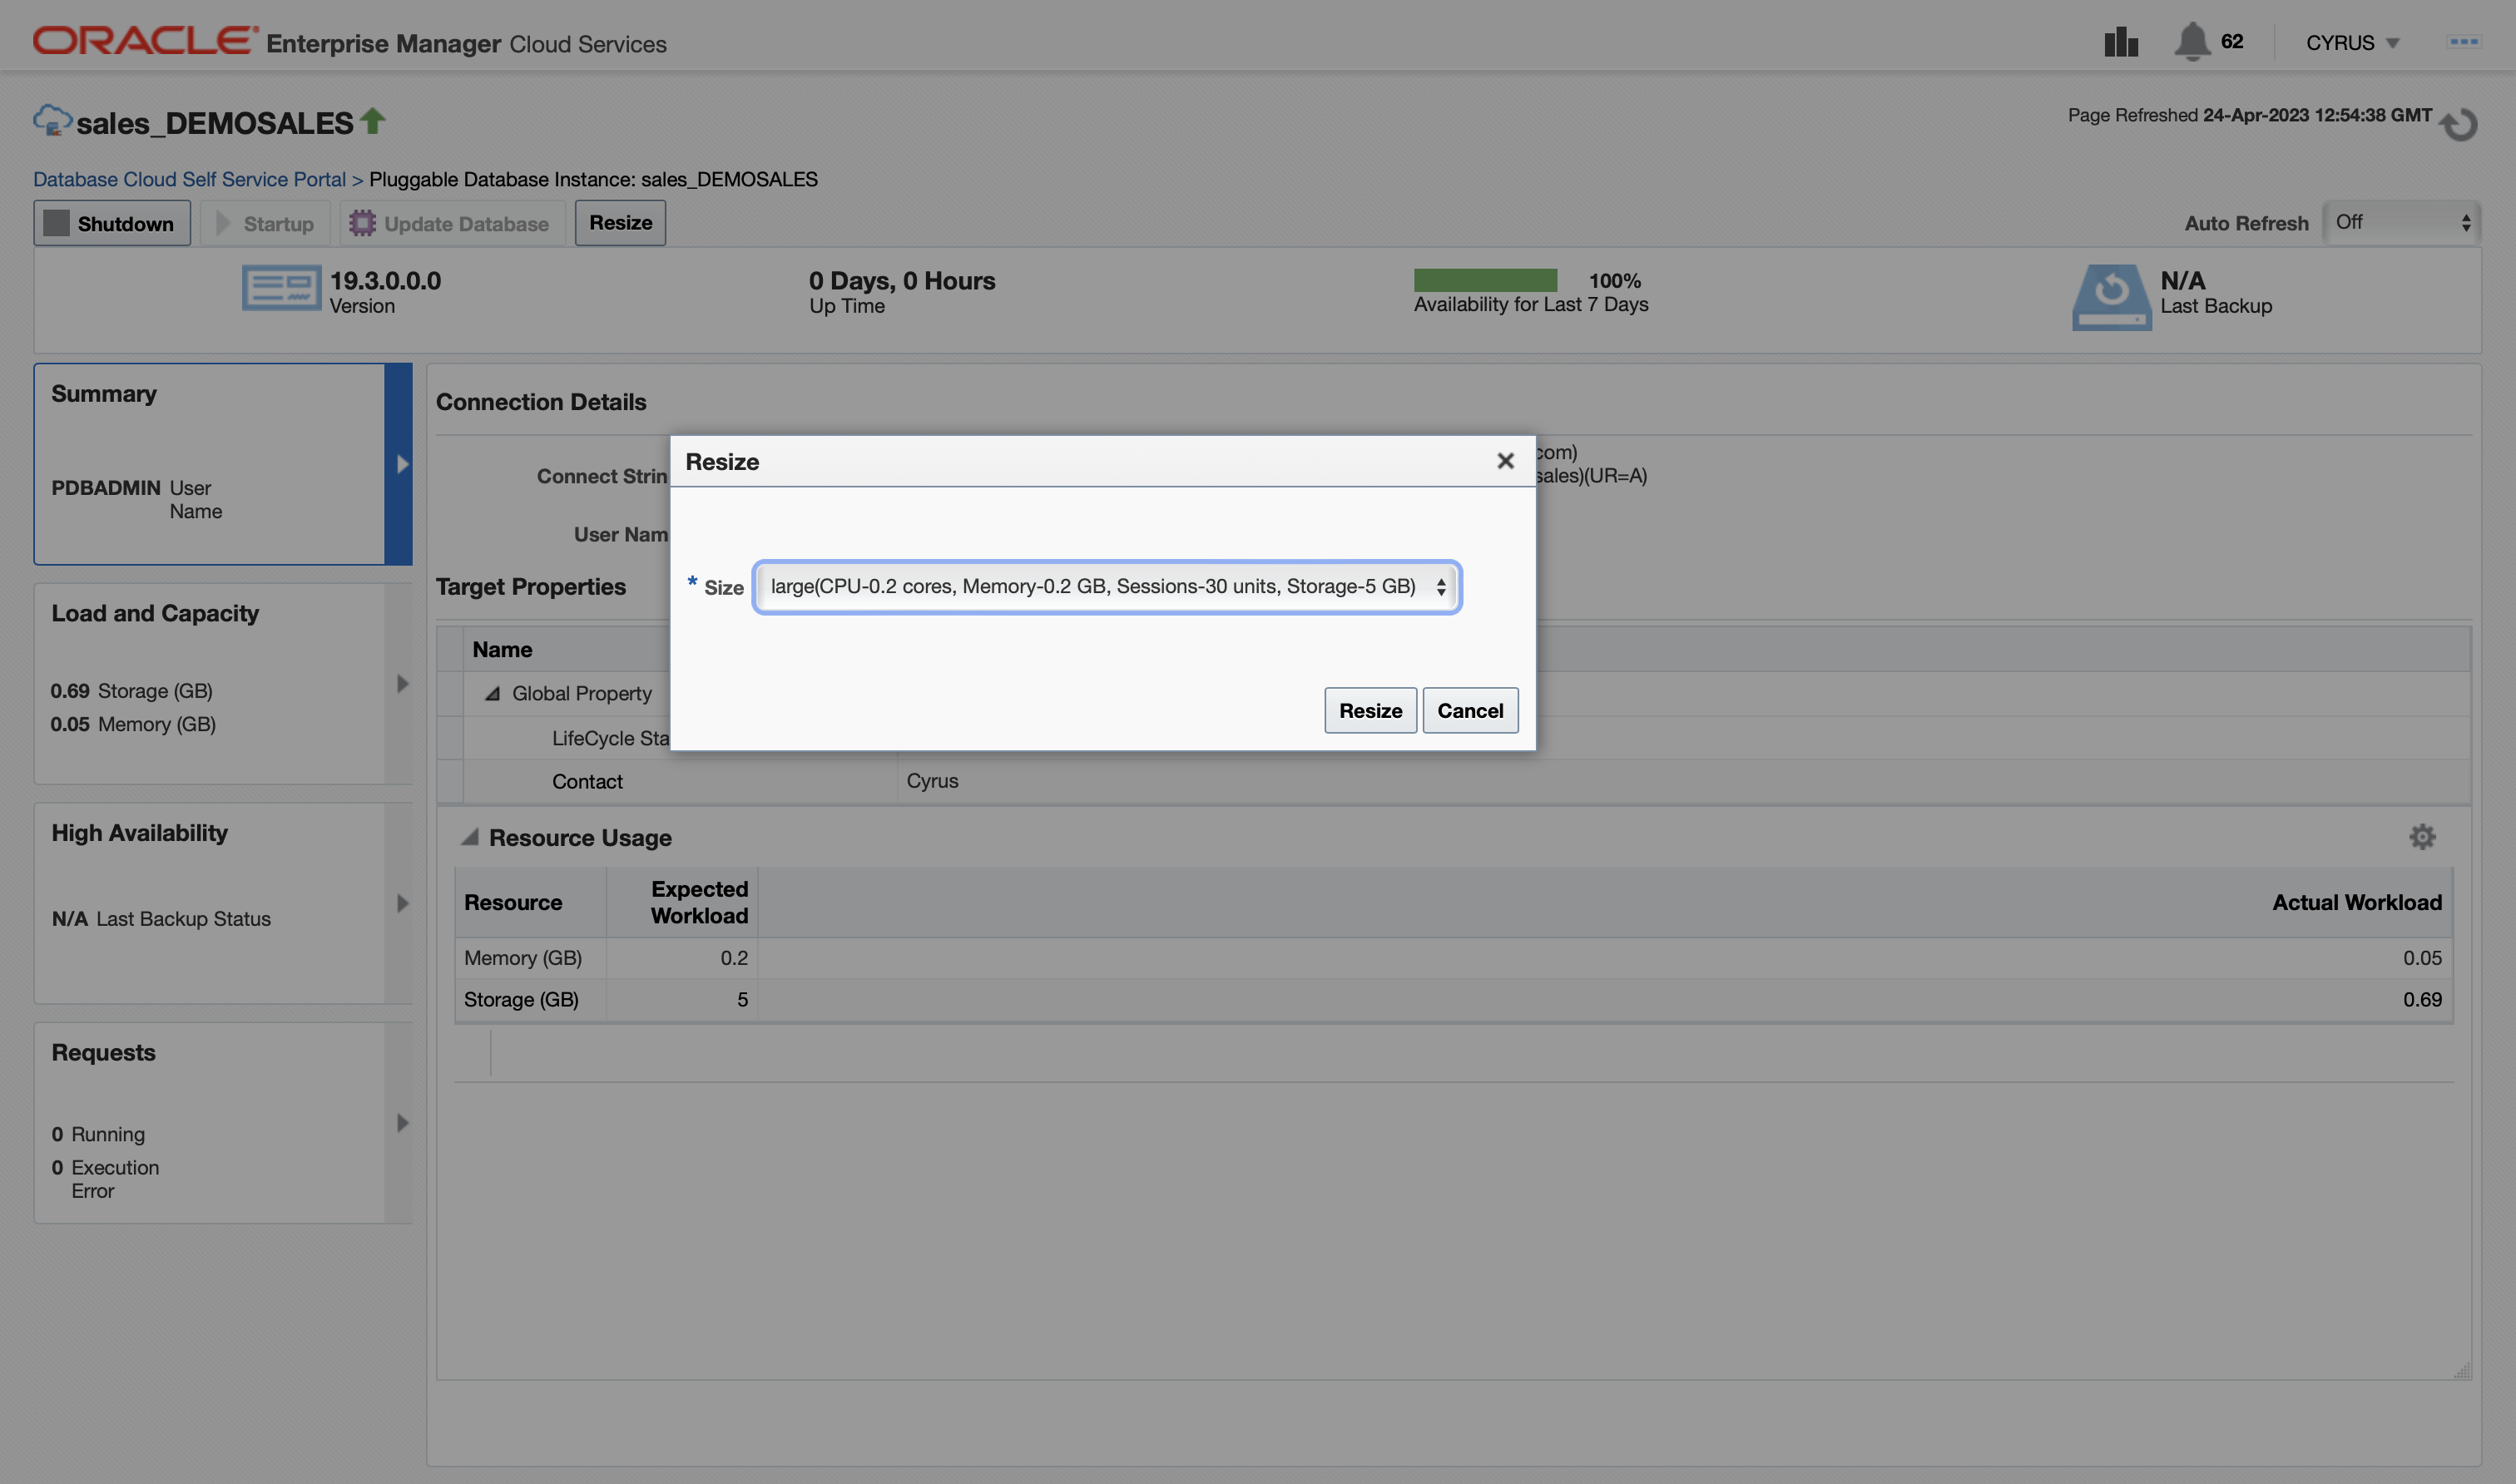 ORACLE Enterprise Manager Cloud Services
62
CYRUS
sales_DEMOSALES
Page Refreshed 24-Apr-2023 12:54:38 GMT
Database Cloud Self Service Portal > Pluggable Database Instance: sales_DEMOSALES
Shutdown Startup Update Database Resize
Auto Refresh Off
19.3.0.0.0
Version
0 Days, 0 Hours
Up Time
100%
Availability for Last 7 Days
N/A
Last Backup
Summary
PDBADMIN User
Name
Load and Capacity
0.69 Storage (GB)
0.05 Memory (GB)
High Availability
N/A Last Backup Status
Requests
0 Running
0 Execution
Error
Connection Details
Connect Strin
com)
sales)(UR=A)
User Nam
Target Properties
Name
Global Property
LifeCycle Sta
Contact Cyrus
Resize
* Size large(CPU-0.2 cores, Memory-0.2 GB, Sessions-30 units, Storage-5 GB)
Resize Cancel
Resource Usage
Resource Expected Workload Actual Workload
Memory (GB) 0.2 0.05
Storage (GB) 5 0.69